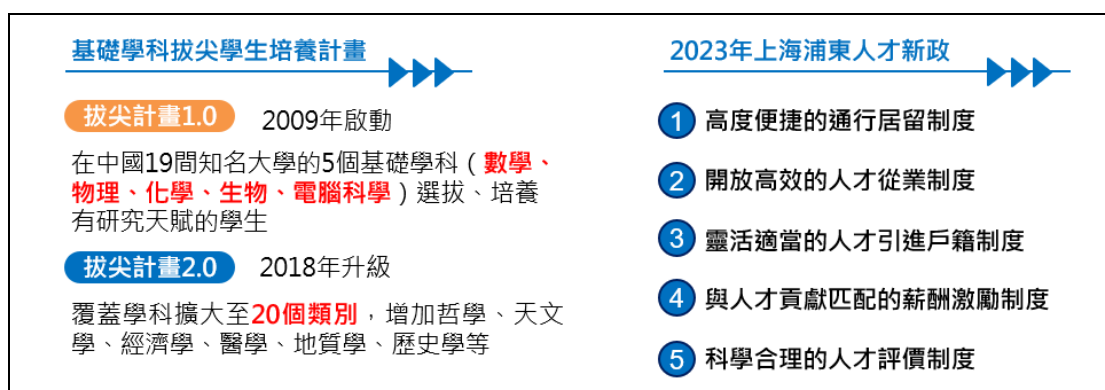 基礎學科拔尖學生培養計畫
拔尖計畫1.0 2009年啟動
在中國19間知名大學的5個基礎學科（數學、
物理、化學、生物、電腦科學）選拔、培養
有研究天賦的學生
拔尖計畫2.0 2018年升級
覆蓋學科擴大至20個類別，增加哲學、天文
學、經濟學、醫學、地質學、歷史學等
2023年上海浦東人才新政
1 高度便捷的通行居留制度
2 開放高效的人才從業制度
3 靈活適當的人才引進戶籍制度
4 與人才貢獻匹配的薪酬激勵制度
5 科學合理的人才評價制度